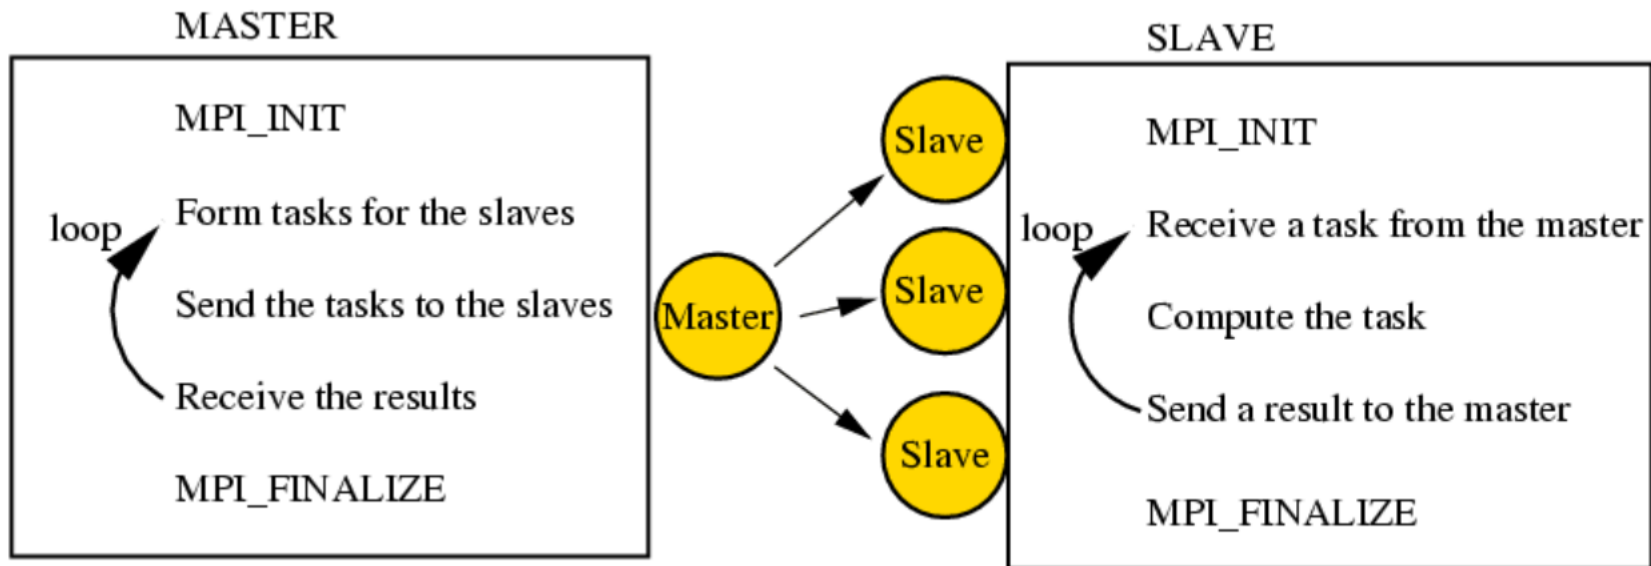 MASTER
MPI_INIT
loop
Form tasks for the slaves
Send the tasks to the slaves
Receive the results
MPI_FINALIZE
Master
Slave
Slave
Slave
SLAVE
MPI_INIT
loop
Receive a task from the master
Compute the task
Send a result to the master
MPI_FINALIZE